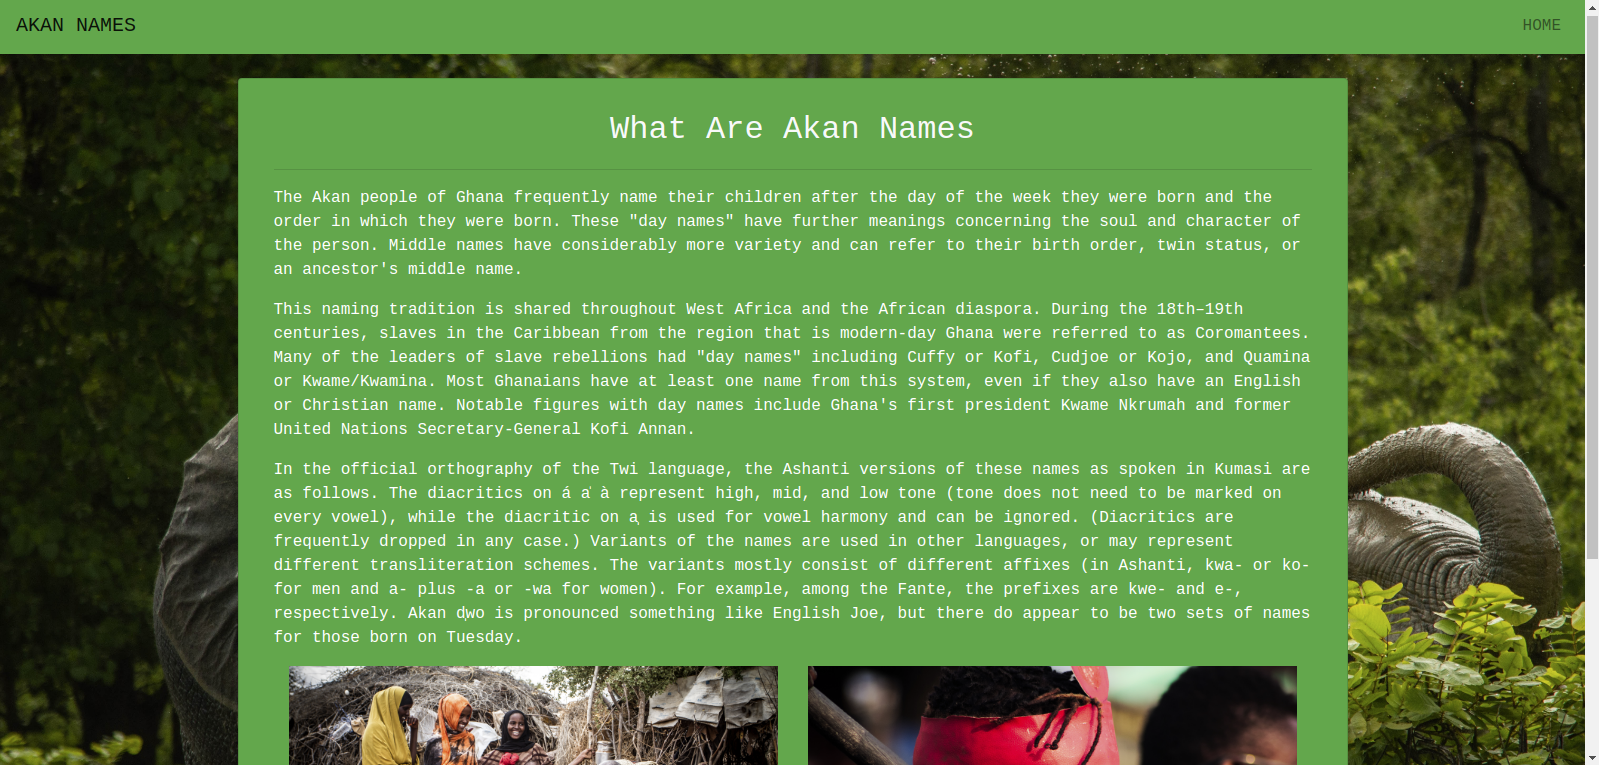 AKAN NAMES
HOME
What Are Akan Names
The Akan people of Ghana frequently name their children after the day of the week they were born and the
order in which they were born. These "day names" have further meanings concerning the soul and character of
the person. Middle names have considerably more variety and can refer to their birth order, twin status, or
an ancestor's middle name.
This naming tradition is shared throughout West Africa and the African diaspora. During the 18th–19th
centuries, slaves in the Caribbean from the region that is modern-day Ghana were referred to as Coromantees.
Many of the leaders of slave rebellions had "day names" including Cuffy or Kofi, Cudjoe or Kojo, and Quamina
or Kwame/Kwamina. Most Ghanaians have at least one name from this system, even if they also have an English
or Christian name. Notable figures with day names include Ghana's first president Kwame Nkrumah and former
United Nations Secretary-General Kofi Annan.
In the official orthography of the Twi language, the Ashanti versions of these names as spoken in Kumasi are
as follows. The diacritics on á a̍ à represent high, mid, and low tone (tone does not need to be marked on
every vowel), while the diacritic on a̩ is used for vowel harmony and can be ignored. (Diacritics are
frequently dropped in any case.) Variants of the names are used in other languages, or may represent
different transliteration schemes. The variants mostly consist of different affixes (in Ashanti, kwa- or ko-
for men and a- plus -a or -wa for women). For example, among the Fante, the prefixes are kwe- and e-,
respectively. Akan d̩wo is pronounced something like English Joe, but there do appear to be two sets of names
for those born on Tuesday.